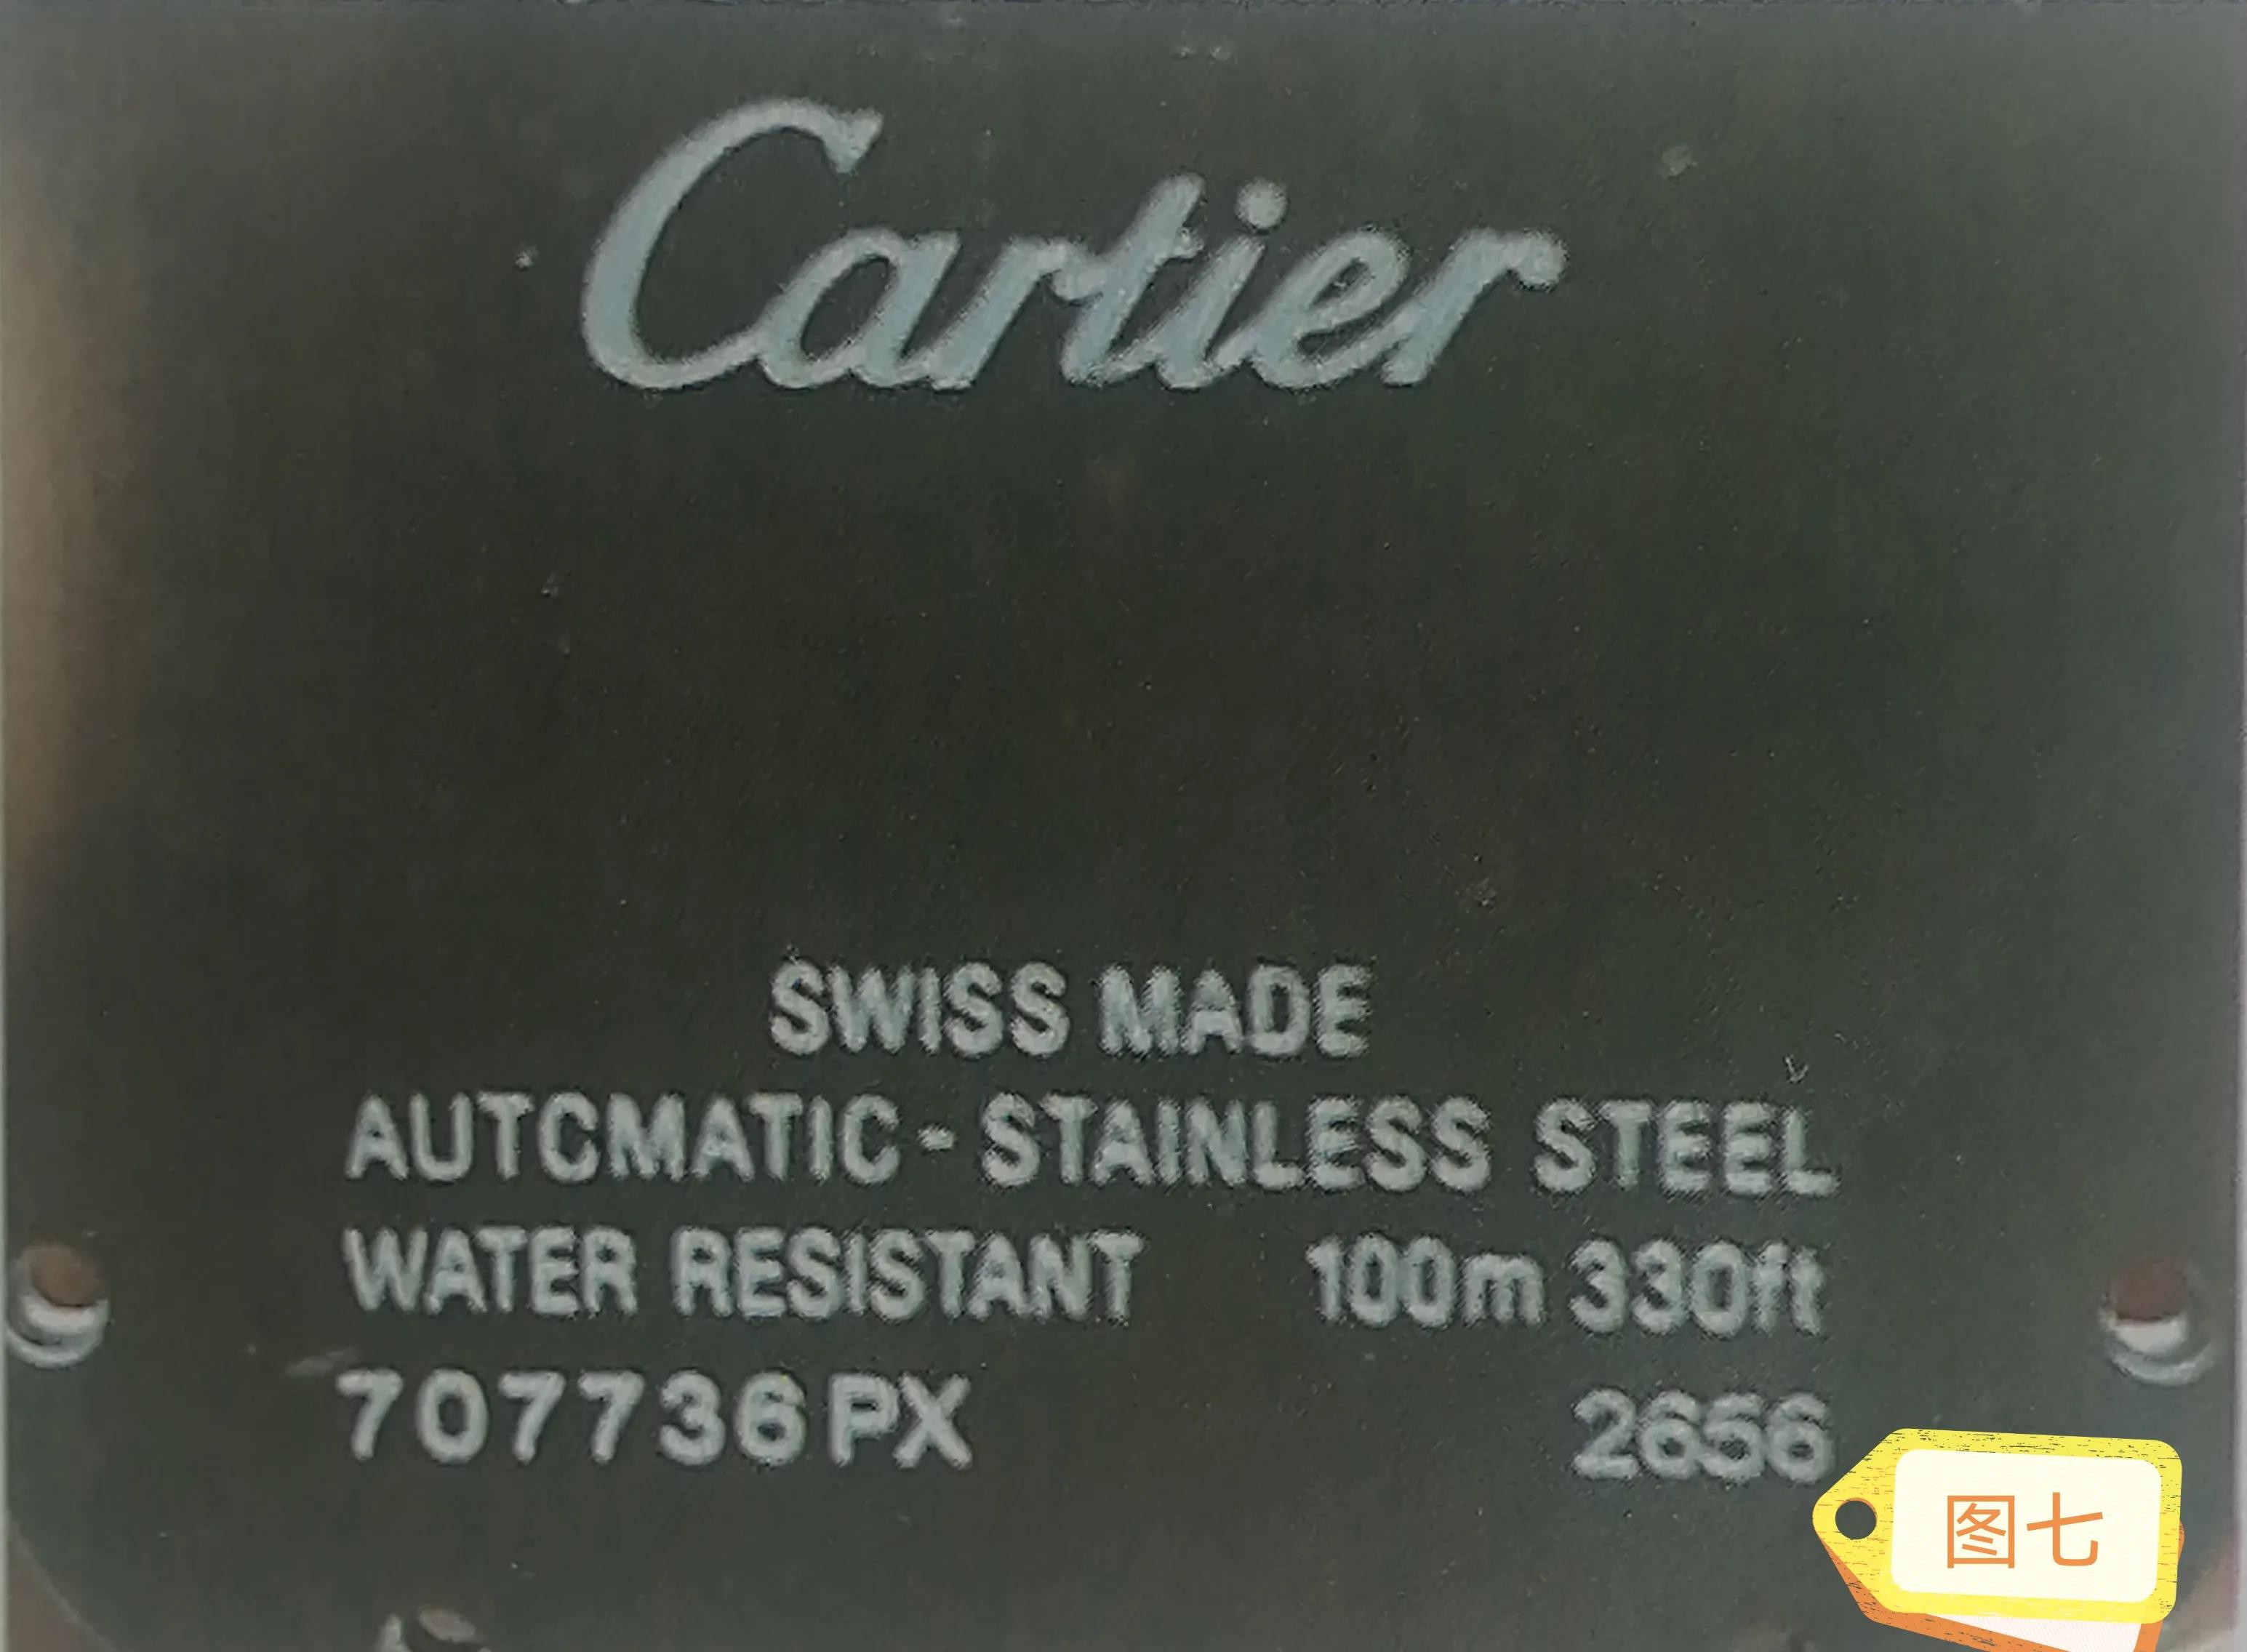 Cartier
SWISS MADE
AUTCMATIC - STAINLESS STEEL
WATER RESISTANT 100m 330ft
707736PX 2656
图七